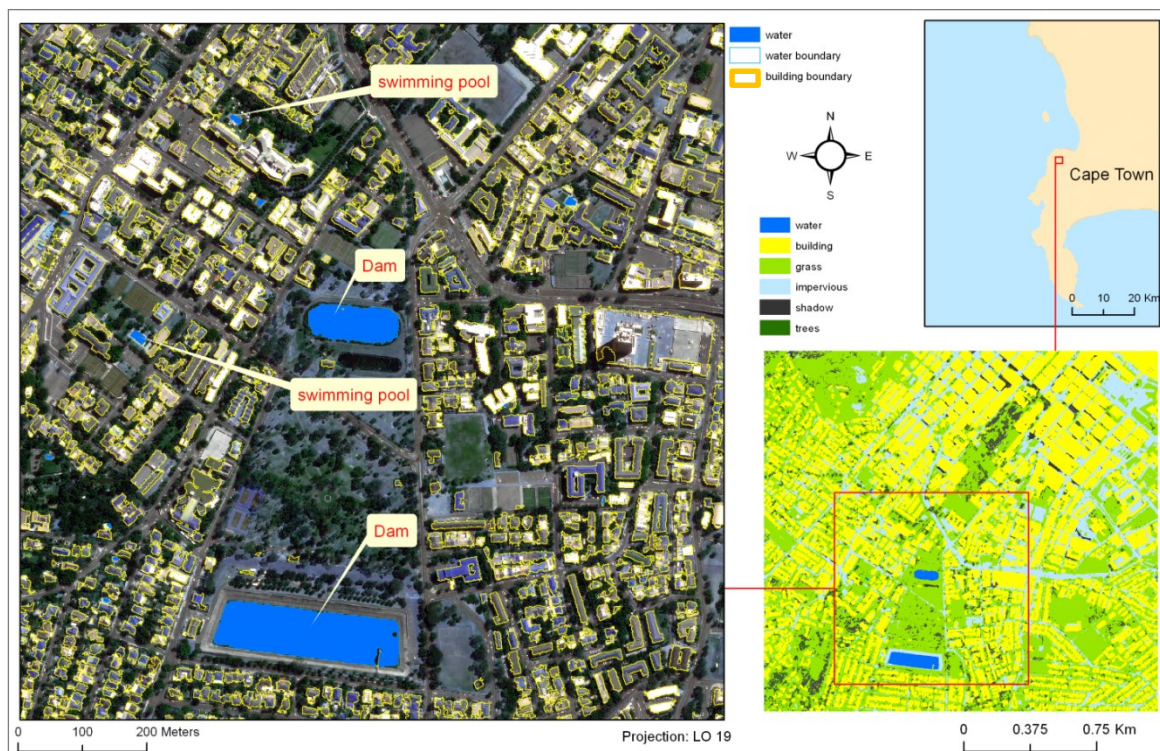 swimming pool
Dam
swimming pool
Dam
0 100 200 Meters
Projection: LO 19
water
water boundary
building boundary
N
W E
S
water
building
grass
impervious
shadow
trees
Cape Town
0 10 20 Km
0 0.375 0.75 Km